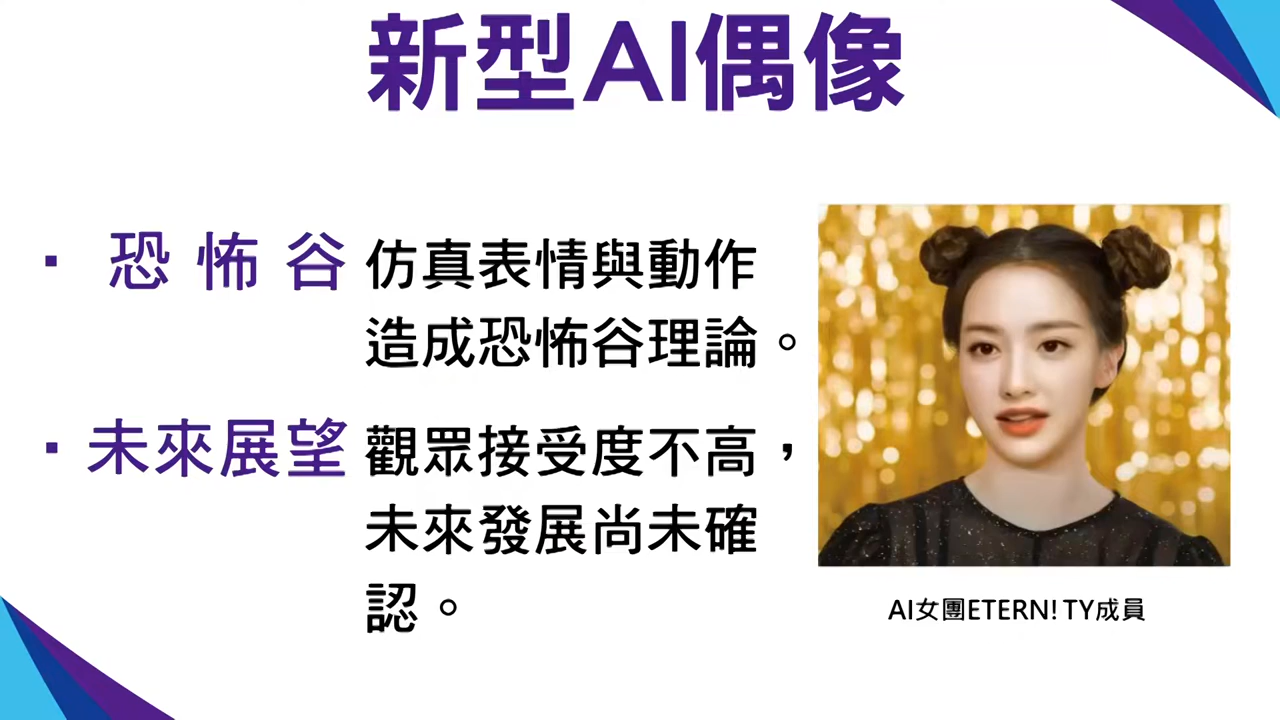 新型AI偶像
▪ 恐怖谷 仿真表情與動作
造成恐怖谷理論。
▪ 未來展望 觀眾接受度不高，
未來發展尚未確
認。
AI女團ETERN! TY成員